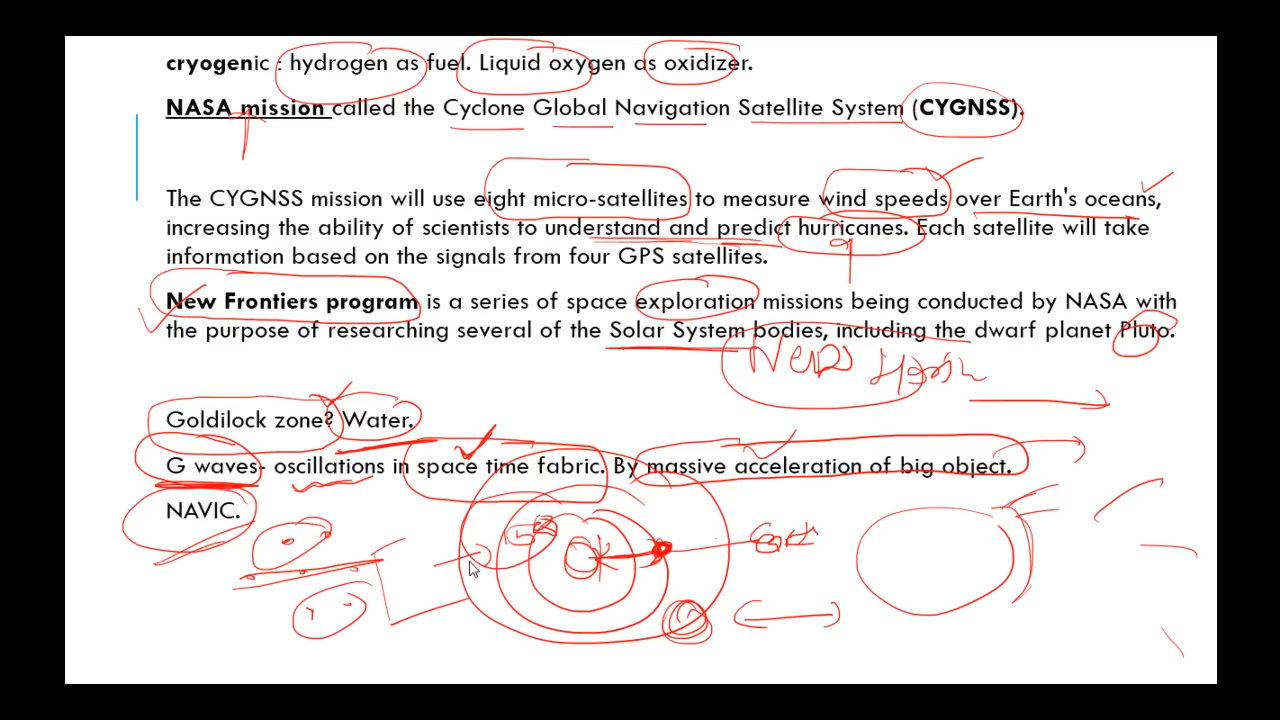 cryogenic : hydrogen as fuel. Liquid oxygen as oxidizer.
NASA mission called the Cyclone Global Navigation Satellite System (CYGNSS).
The CYGNSS mission will use eight micro-satellites to measure wind speeds over Earth's oceans,
increasing the ability of scientists to understand and predict hurricanes. Each satellite will take
information based on the signals from four GPS satellites.
New Frontiers program is a series of space exploration missions being conducted by NASA with
the purpose of researching several of the Solar System bodies, including the dwarf planet Pluto.
Goldilock zone? Water.
G waves- oscillations in space time fabric. By massive acceleration of big object.
NAVIC.
Earth